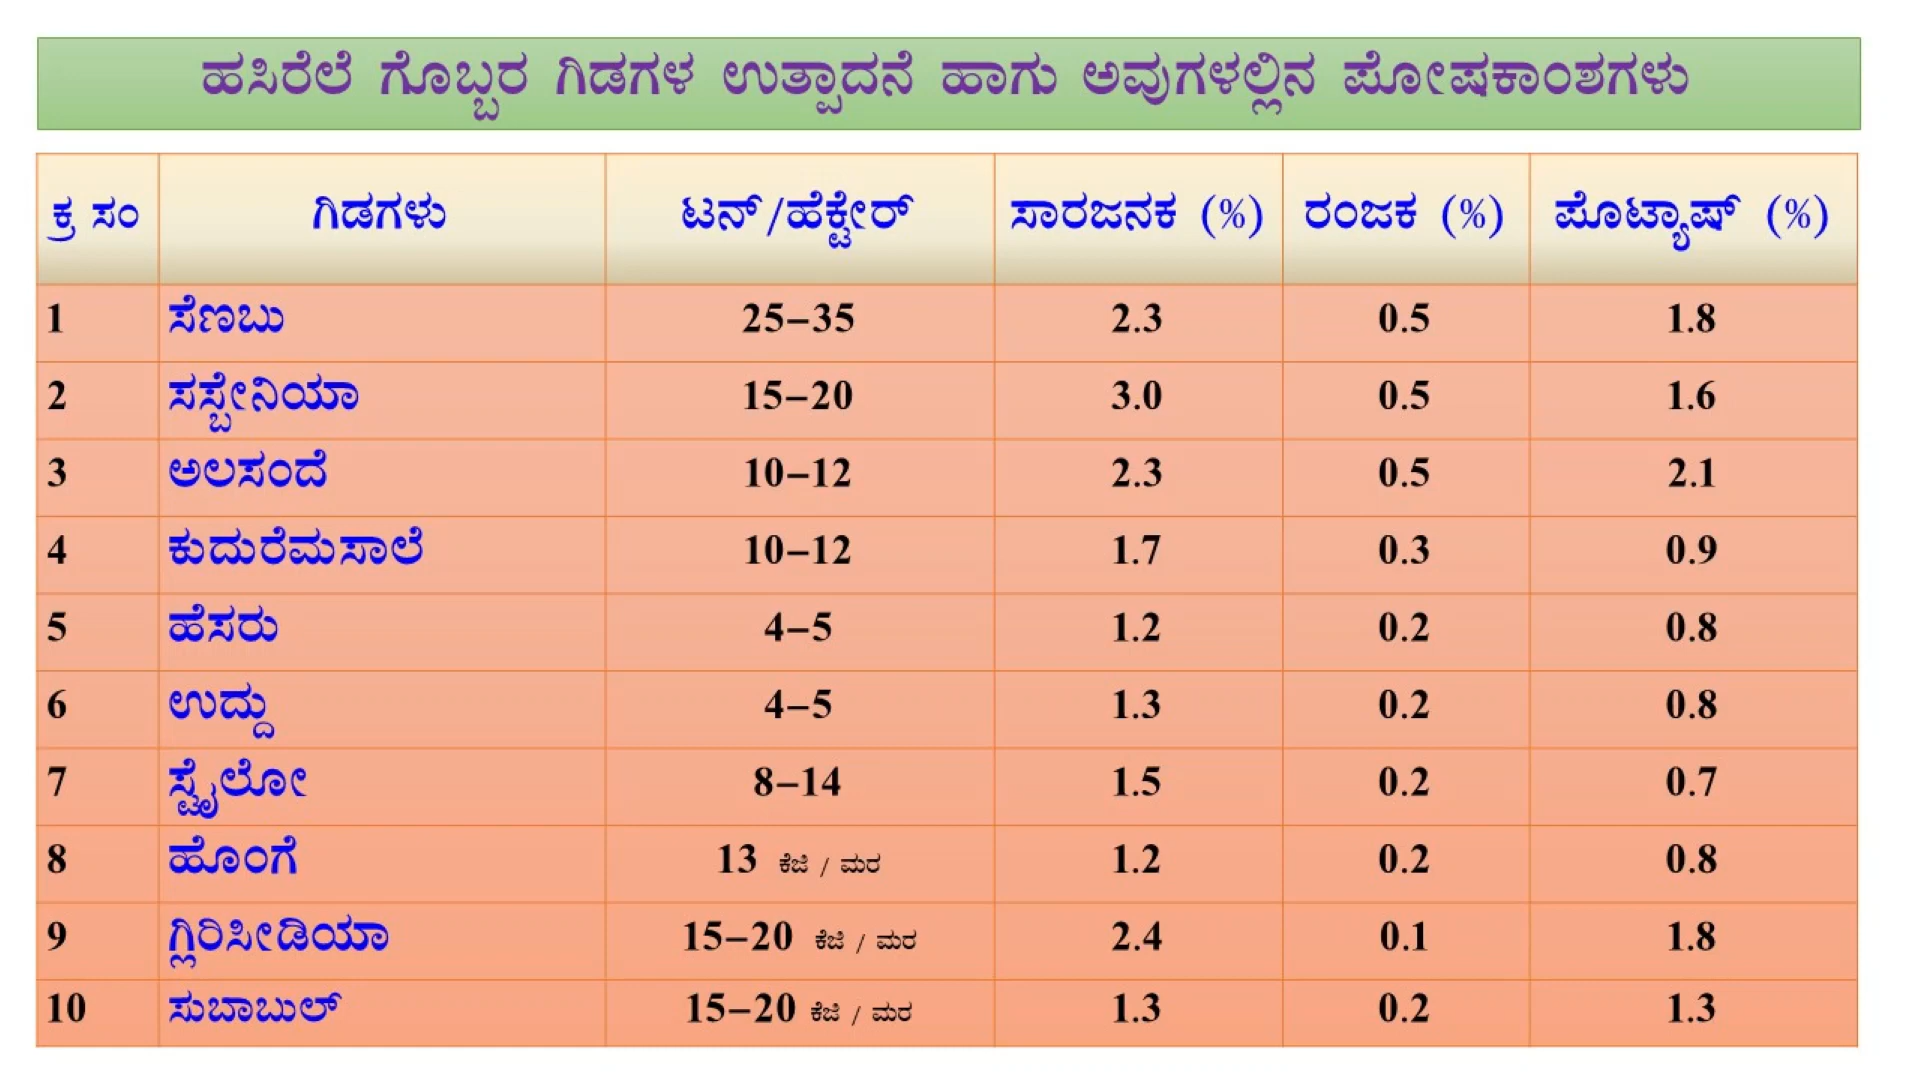 ಹಸಿರೆಲೆ ಗೊಬ್ಬರ ಗಿಡಗಳ ಉತ್ಪಾದನೆ ಹಾಗು ಅವುಗಳಲ್ಲಿನ ಪೋಷಕಾಂಶಗಳು
ಕ್ರ ಸಂ ಗಿಡಗಳು ಟನ್/ಹೆಕ್ಟೇರ್ ಸಾರಜನಕ (%) ರಂಜಕ (%) ಪೊಟ್ಯಾಷ್ (%)
1 ಸೆಣಬು 25–35 2.3 0.5 1.8
2 ಸಸ್ಬೇನಿಯಾ 15–20 3.0 0.5 1.6
3 ಅಲಸಂದೆ 10–12 2.3 0.5 2.1
4 ಕುದುರೆಮಸಾಲೆ 10–12 1.7 0.3 0.9
5 ಹೆಸರು 4–5 1.2 0.2 0.8
6 ಉದ್ದು 4–5 1.3 0.2 0.8
7 ಸ್ಟೈಲೋ 8–14 1.5 0.2 0.7
8 ಹೊಂಗೆ 13 ಕೆಜಿ / ಮರ 1.2 0.2 0.8
9 ಗ್ಲಿರಿಸೀಡಿಯಾ 15–20 ಕೆಜಿ / ಮರ 2.4 0.1 1.8
10 ಸುಬಾಬುಲ್ 15–20 ಕೆಜಿ / ಮರ 1.3 0.2 1.3